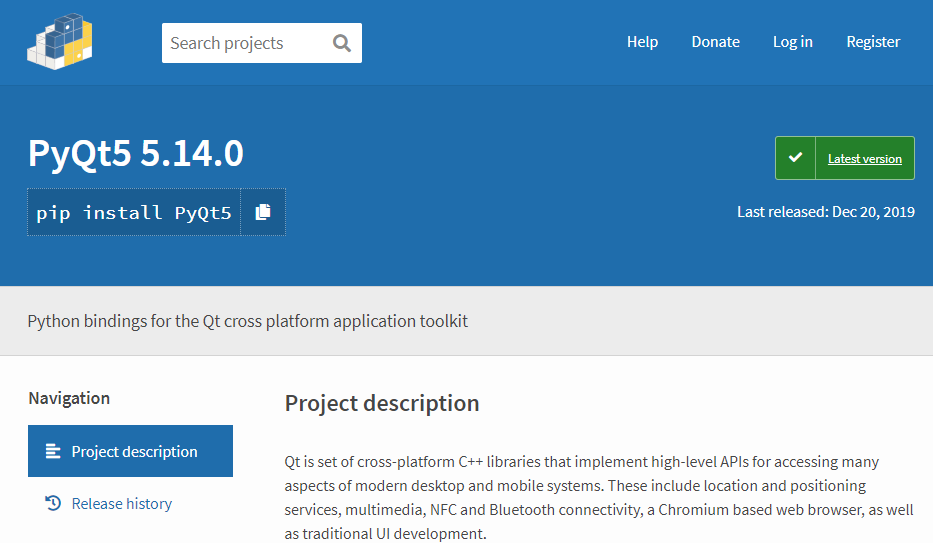 Search projects
Help
Donate
Log in
Register
PyQt5 5.14.0
Latest version
pip install PyQt5
Last released: Dec 20, 2019
Python bindings for the Qt cross platform application toolkit
Navigation
Project description
Release history
Project description
Qt is set of cross-platform C++ libraries that implement high-level APIs for accessing many
aspects of modern desktop and mobile systems. These include location and positioning
services, multimedia, NFC and Bluetooth connectivity, a Chromium based web browser, as well
as traditional UI development.